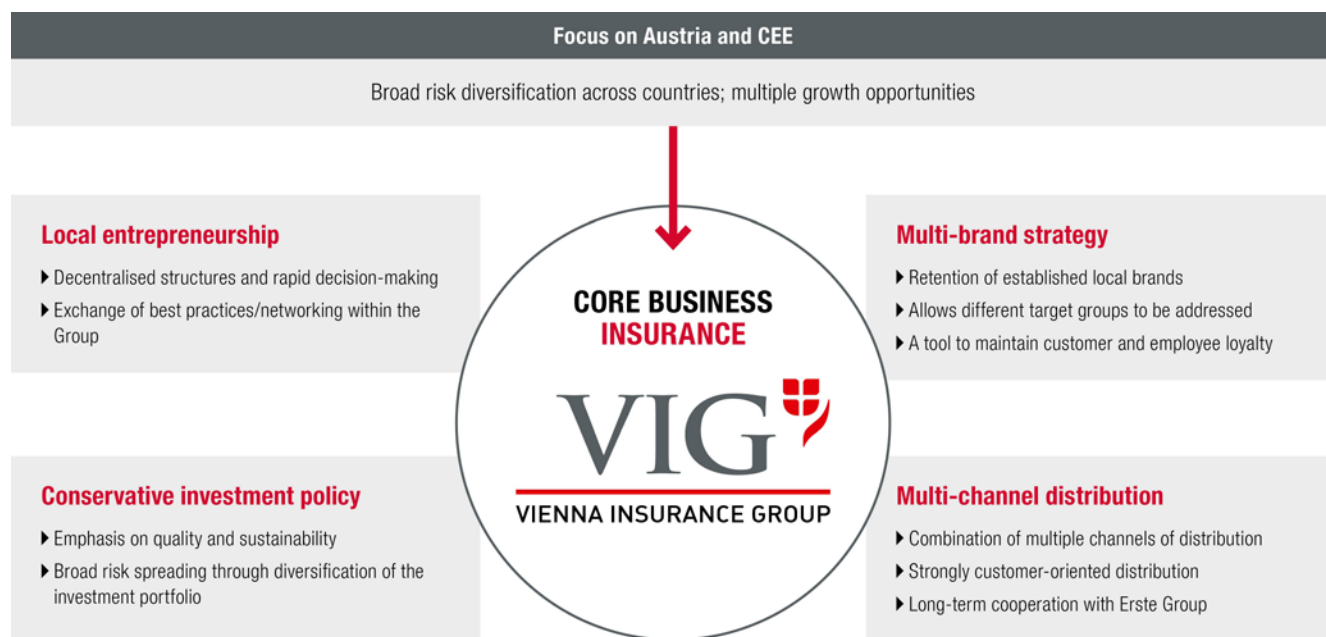 Focus on Austria and CEE
Broad risk diversification across countries; multiple growth opportunities
Local entrepreneurship
▶ Decentralised structures and rapid decision-making
▶ Exchange of best practices/networking within the
Group
CORE BUSINESS
INSURANCE
VIG
VIENNA INSURANCE GROUP
Multi-brand strategy
▶ Retention of established local brands
▶ Allows different target groups to be addressed
▶ A tool to maintain customer and employee loyalty
Conservative investment policy
▶ Emphasis on quality and sustainability
▶ Broad risk spreading through diversification of the
investment portfolio
Multi-channel distribution
▶ Combination of multiple channels of distribution
▶ Strongly customer-oriented distribution
▶ Long-term cooperation with Erste Group